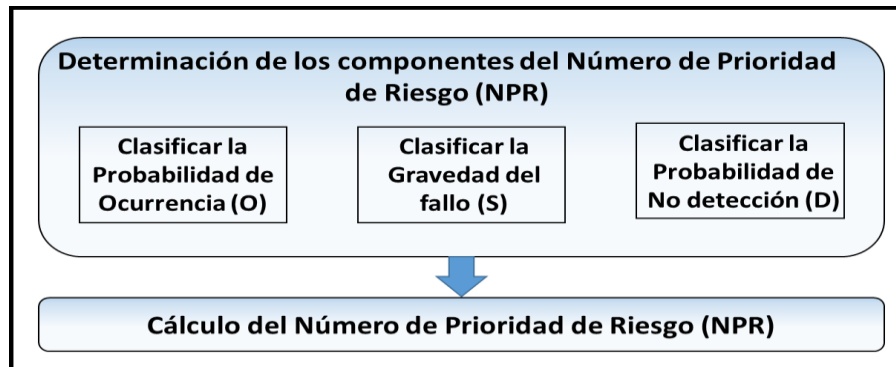 Determinación de los componentes del Número de Prioridad
de Riesgo (NPR)
Clasificar la
Probabilidad de
Ocurrencia (O)
Clasificar la
Gravedad del
fallo (S)
Clasificar la
Probabilidad de
No detección (D)
Cálculo del Número de Prioridad de Riesgo (NPR)